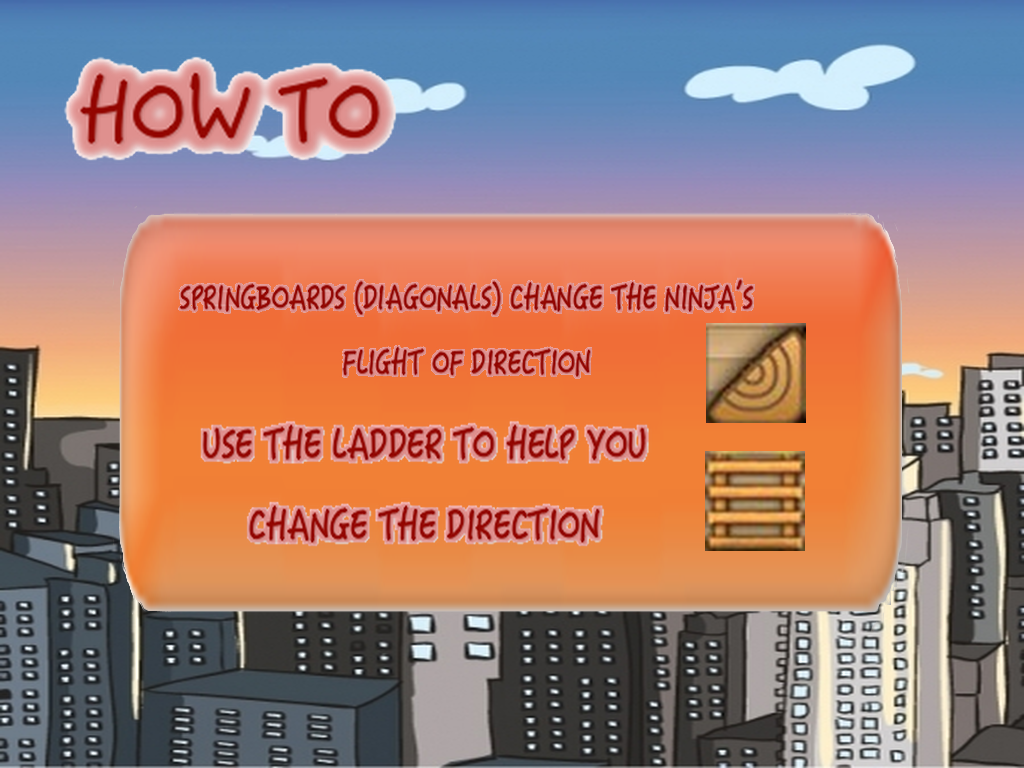 HOW TO
SPRINGBOARDS (DIAGONALS) CHANGE THE NINJA'S
FLIGHT OF DIRECTION
USE THE LADDER TO HELP YOU
CHANGE THE DIRECTION